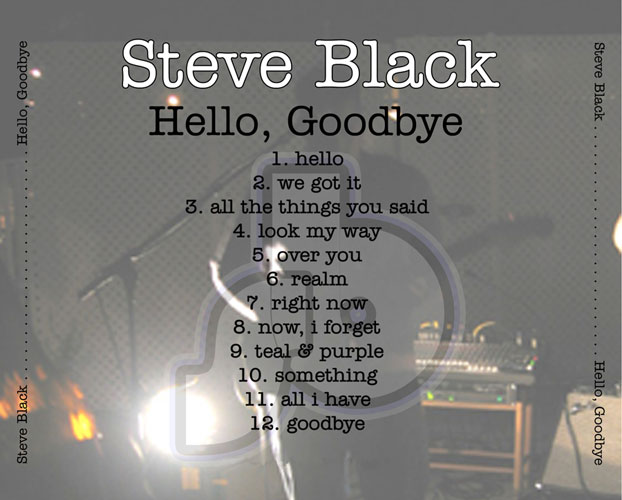 Steve Black
Hello, Goodbye
1. hello
2. we got it
3. all the things you said
4. look my way
5. over you
6. realm
7. right now
8. now, i forget
9. teal & purple
10. something
11. all i have
12. goodbye
Steve Black . . . . . . . . . . . . . . . . . . . . . . . . . . . Hello, Goodbye
Steve Black . . . . . . . . . . . . . . . . . . . . . . . . . . . Hello, Goodbye